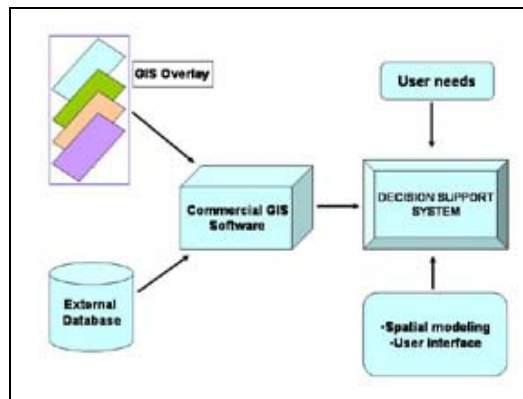 GIS Overlay
User needs
Commercial GIS
Software
DECISION SUPPORT
SYSTEM
External
Database
•Spatial modeling
•User interface